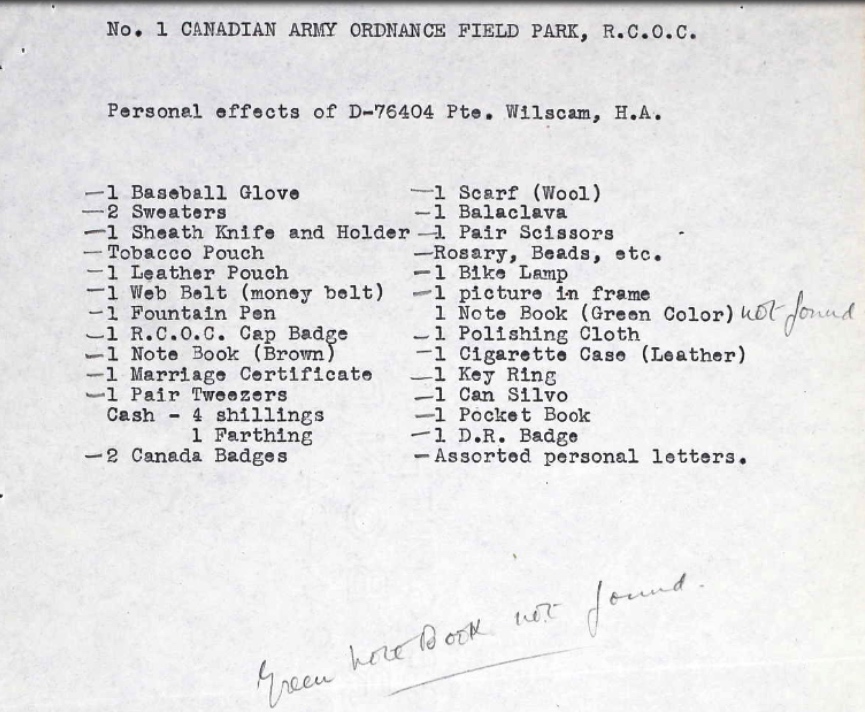 No. 1 CANADIAN ARMY ORDNANCE FIELD PARK, R.C.O.C.
Personal effects of D-76404 Pte. Wilscam, H.A.
—1 Baseball Glove
—2 Sweaters
—1 Sheath Knife and Holder
—Tobacco Pouch
—1 Leather Pouch
—1 Web Belt (money belt)
—1 Fountain Pen
—1 R.C.O.C. Cap Badge
—1 Note Book (Brown)
—1 Marriage Certificate
—1 Pair Tweezers
Cash - 4 shillings
1 Farthing
—2 Canada Badges
—1 Scarf (Wool)
—1 Balaclava
—1 Pair Scissors
—Rosary, Beads, etc.
—1 Bike Lamp
—1 picture in frame
1 Note Book (Green Color) not found
—1 Polishing Cloth
—1 Cigarette Case (Leather)
—1 Key Ring
—1 Can Silvo
—1 Pocket Book
—1 D.R. Badge
—Assorted personal letters.
Green Note Book not found.